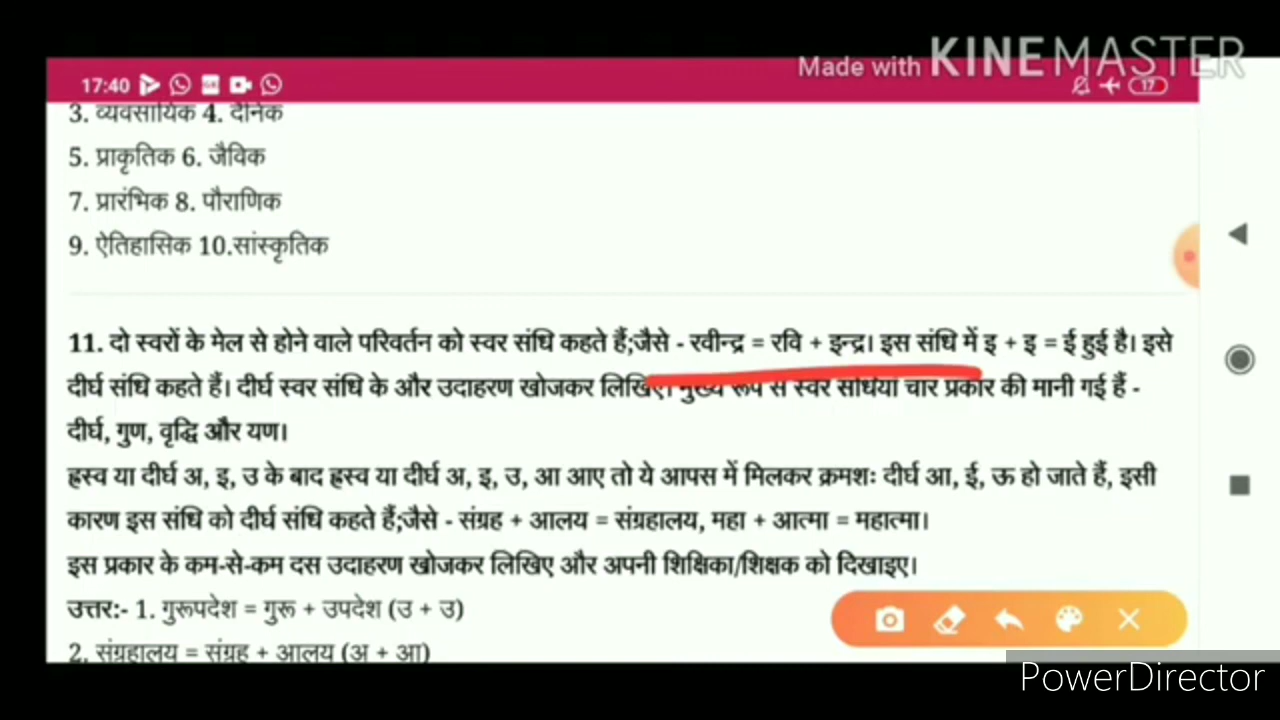 Made with KINEMASTER
17:40
17
3. व्यवसायिक 4. दैनिक
5. प्राकृतिक 6. जैविक
7. प्रारंभिक 8. पौराणिक
9. ऐतिहासिक 10.सांस्कृतिक
11. दो स्वरों के मेल से होने वाले परिवर्तन को स्वर संधि कहते हैं;जैसे - रवीन्द्र = रवि + इन्द्र। इस संधि में इ + इ = ई हुई है। इसे
दीर्घ संधि कहते हैं। दीर्घ स्वर संधि के और उदाहरण खोजकर लिखिए। मुख्य रूप से स्वर संधियां चार प्रकार की मानी गई हैं -
दीर्घ, गुण, वृद्धि और यण।
ह्रस्व या दीर्घ अ, इ, उ के बाद ह्रस्व या दीर्घ अ, इ, उ, आ आए तो ये आपस में मिलकर क्रमशः दीर्घ आ, ई, ऊ हो जाते हैं, इसी
कारण इस संधि को दीर्घ संधि कहते हैं;जैसे - संग्रह + आलय = संग्रहालय, महा + आत्मा = महात्मा।
इस प्रकार के कम-से-कम दस उदाहरण खोजकर लिखिए और अपनी शिक्षिका/शिक्षक को दिखाइए।
उत्तर:- 1. गुरूपदेश = गुरू + उपदेश (उ + उ)
2. संग्रहालय = संग्रह + आलय (अ + आ)
PowerDirector